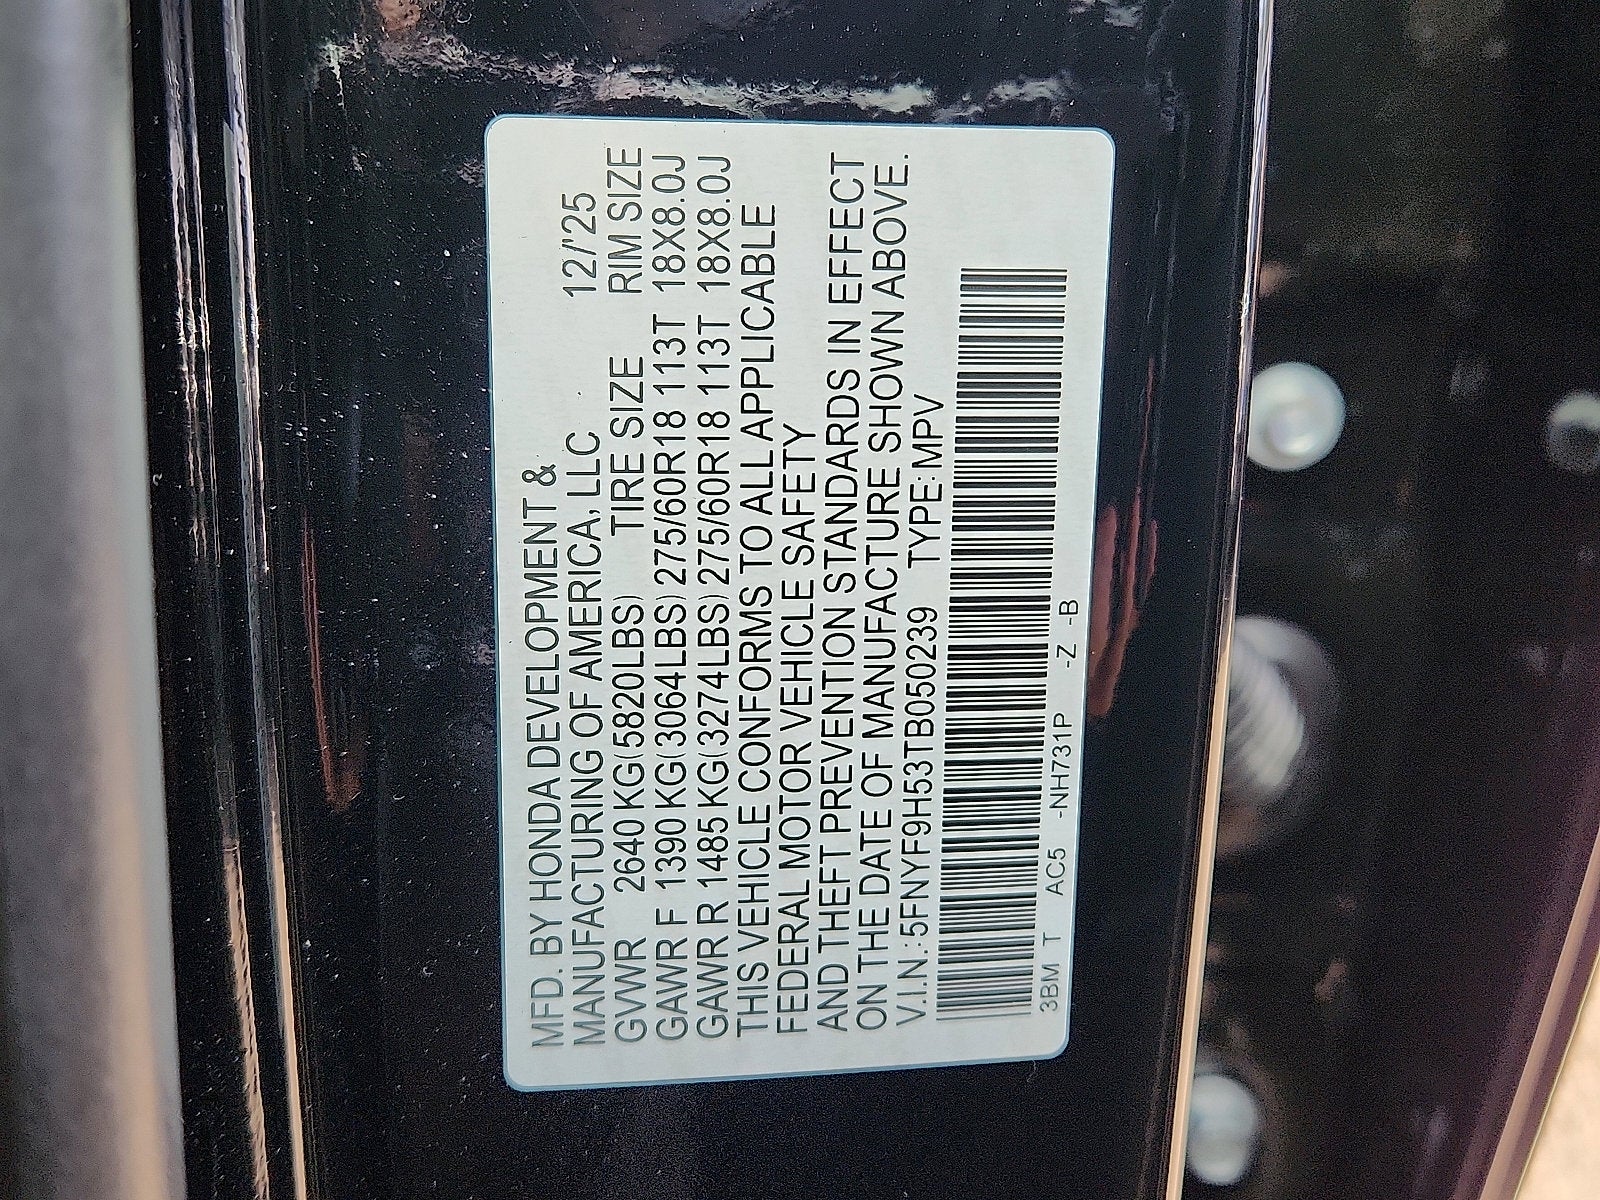 MFD. BY HONDA DEVELOPMENT &
MANUFACTURING OF AMERICA, LLC 12/'25
GVWR 2640 KG(5820LBS) TIRE SIZE RIM SIZE
GAWR F 1390 KG(3064LBS) 275/60R18 113T 18X8.0J
GAWR R 1485 KG(3274LBS) 275/60R18 113T 18X8.0J
THIS VEHICLE CONFORMS TO ALL APPLICABLE
FEDERAL MOTOR VEHICLE SAFETY
AND THEFT PREVENTION STANDARDS IN EFFECT
ON THE DATE OF MANUFACTURE SHOWN ABOVE.
V.I.N.: 5FNYF9H53TB050239 TYPE: MPV
3BM T AC5 -NH731P -Z -B